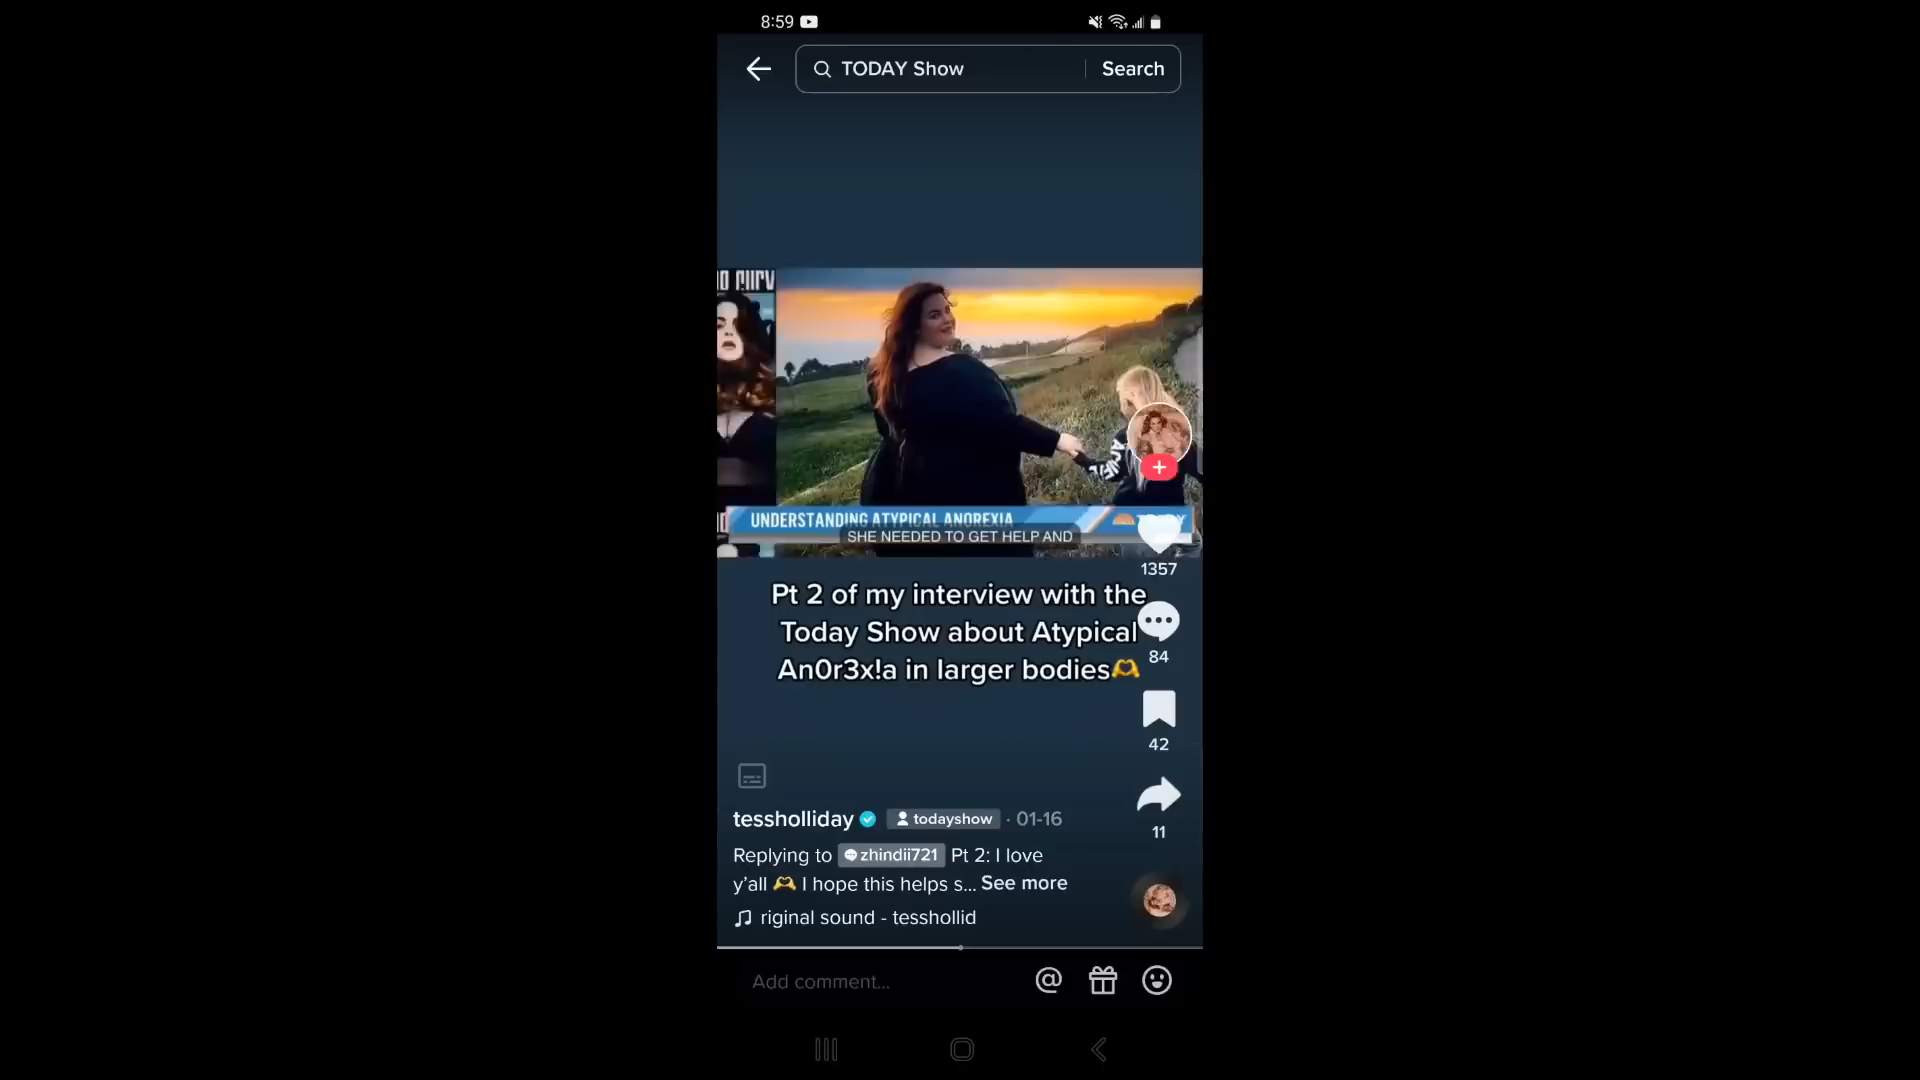 8:59
TODAY Show
Search
UNDERSTANDING ATYPICAL ANOREXIA
SHE NEEDED TO GET HELP AND
1357
Pt 2 of my interview with the
Today Show about Atypical
An0r3x!a in larger bodies🫶
84
42
tessholliday
todayshow · 01-16
11
Replying to zhindii721 Pt 2: I love
y'all 🫶 I hope this helps s... See more
riginal sound - tesshollid
Add comment...